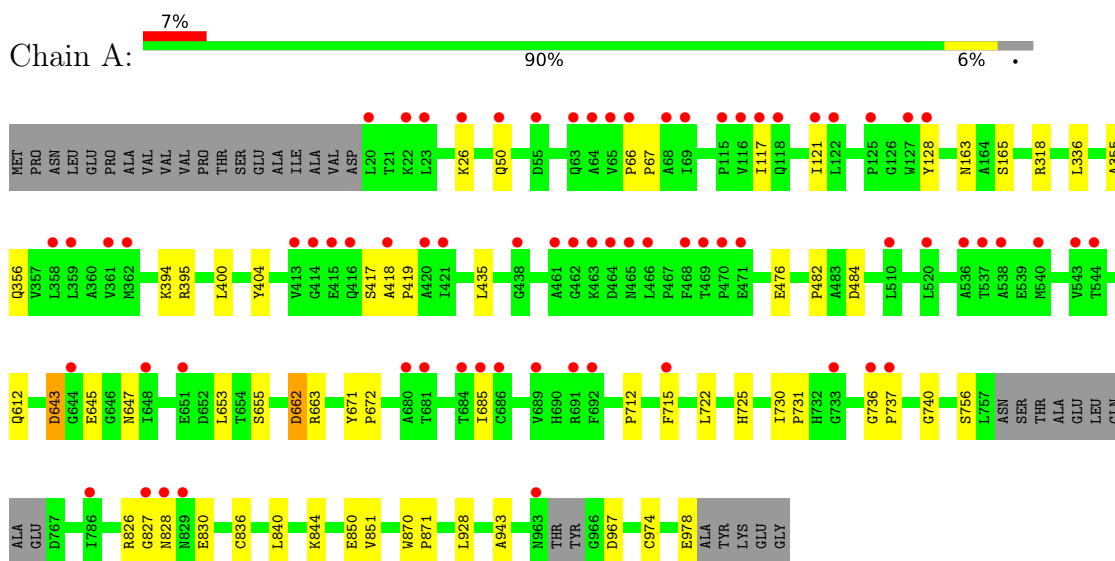 7%
Chain A:
90% 6% •
MET PRO ASN LEU GLU PRO ALA VAL VAL VAL PRO THR SER GLU ALA ILE ALA VAL ASP L20 T21 K22 L23 K26 Q50 D55 Q63 A64 V65 P66 P67 A68 I69 P115 V116 I117 Q118 I121 L122 P125 G126 W127 Y128 N163 A164 S165 R318 L336 A355
Q356 V357 L358 L359 A360 V361 M362 K394 R395 L400 Y404 V413 G414 E415 Q416 S417 A418 P419 A420 I421 L435 G438 A461 G462 K463 D464 N465 L466 P467 F468 T469 P470 E471 E476 P482 A483 D484 L510 L520 A536 T537 A538 E539 M540 V543 T544
Q612 D643 G644 E645 G646 N647 I648 E651 D652 L653 T654 S655 D662 R663 Y671 P672 A680 T681 T684 I685 C686 V689 H690 R691 F692 P712 F715 L722 H725 I730 P731 H732 G733 G736 P737 G740 S756 L757 ASN SER THR ALA GLU LEU GLN
ALA GLU D767 I786 R826 G827 N828 N829 E830 C836 L840 K844 E850 V851 W870 P871 L928 A943 N963 THR TYR G966 D967 C974 E978 ALA TYR LYS GLU GLY